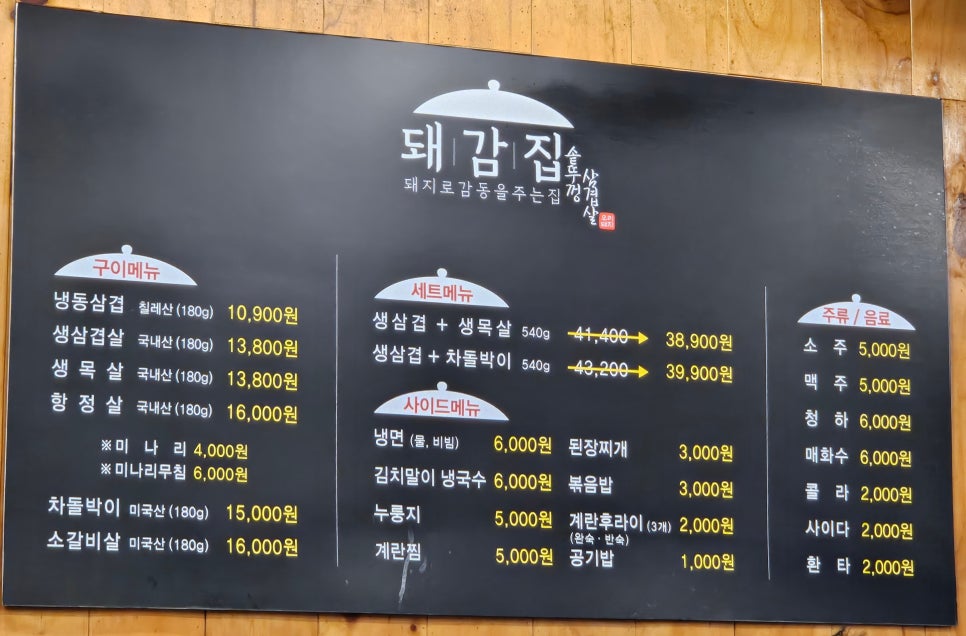 돼|감|집
솥뚜껑
삼겹살
돼지로감동을주는집
우리
돼지
구이메뉴
냉동삼겹 칠레산 (180g) 10,900원
생삼겹살 국내산 (180g) 13,800원
생 목 살 국내산 (180g) 13,800원
항 정 살 국내산 (180g) 16,000원
※미 나 리 4,000원
※미나리무침 6,000원
차돌박이 미국산 (180g) 15,000원
소갈비살 미국산 (180g) 16,000원
세트메뉴
생삼겹 + 생목살 540g 41,400 38,900원
생삼겹 + 차돌박이 540g 43,200 39,900원
사이드메뉴
냉면 (물, 비빔) 6,000원
김치말이 냉국수 6,000원
누룽지 5,000원
계란찜 5,000원
된장찌개 3,000원
볶음밥 3,000원
계란후라이 (3개) 2,000원
(완숙 · 반숙)
공기밥 1,000원
주류 / 음료
소 주 5,000원
맥 주 5,000원
청 하 6,000원
매화수 6,000원
콜 라 2,000원
사이다 2,000원
환 타 2,000원